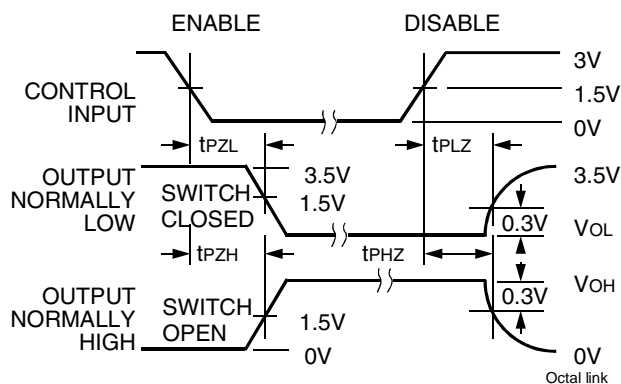 ENABLE DISABLE
3V
CONTROL
INPUT
1.5V
0V
tPZL tPLZ
OUTPUT
NORMALLY
LOW
SWITCH
CLOSED
3.5V
1.5V
3.5V
0.3V
VOL
tPZH tPHZ
VOH
0.3V
OUTPUT
NORMALLY
HIGH
SWITCH
OPEN
1.5V
0V
0V
Octal link